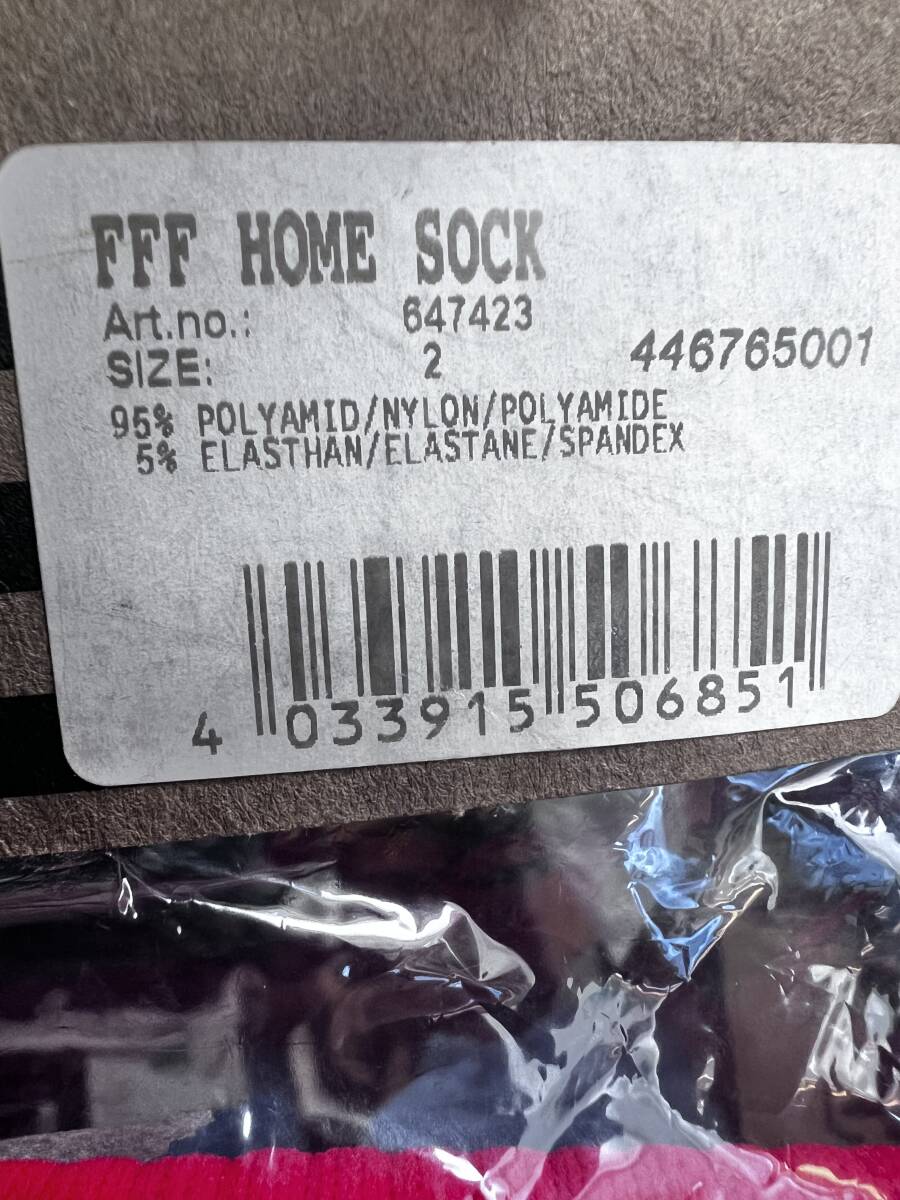 FFF HOME SOCK
Art.no.: 647423
SIZE: 2 446765001
95% POLYAMID/NYLON/POLYAMIDE
5% ELASTHAN/ELASTANE/SPANDEX
4 033915 506851